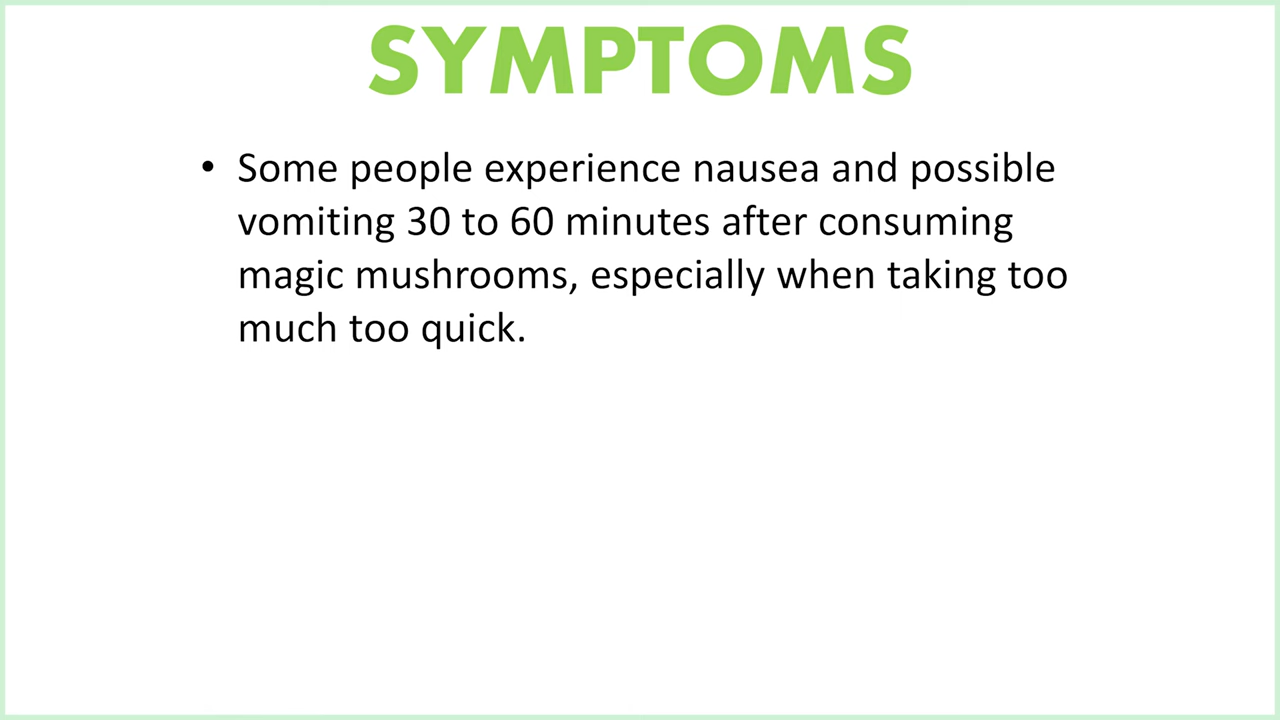 SYMPTOMS
• Some people experience nausea and possible
vomiting 30 to 60 minutes after consuming
magic mushrooms, especially when taking too
much too quick.